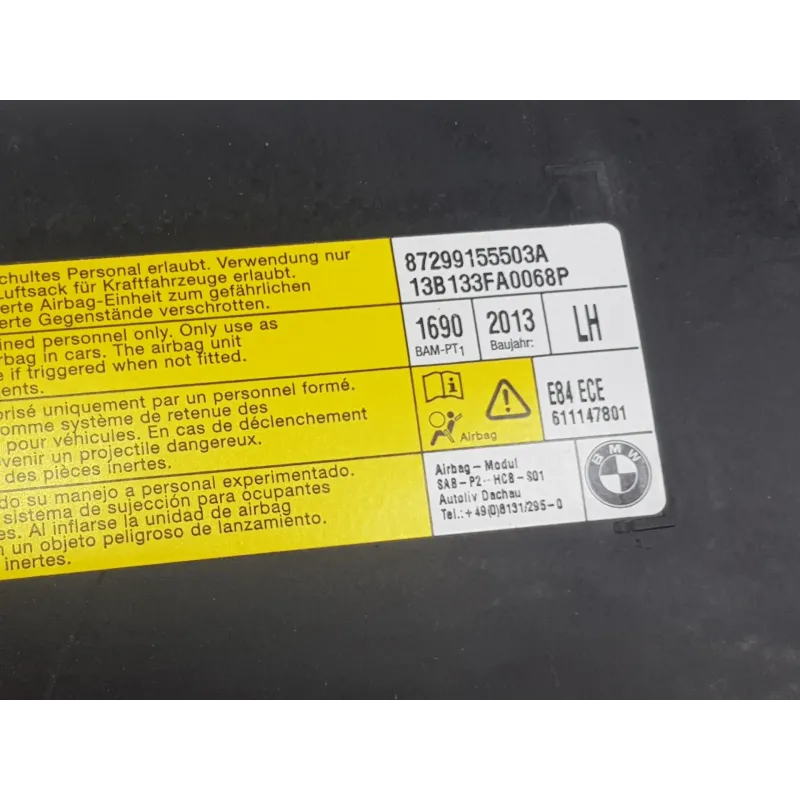 chultes Personal erlaubt. Verwendung nur
Luftsack für Kraftfahrzeuge erlaubt.
erte Airbag-Einheit zum gefährlichen
erte Gegenstände verschrotten.
ined personnel only. Only use as
rbag in cars. The airbag unit
e if triggered when not fitted.
ents.
orisé uniquement par un personnel formé.
omme système de retenue des
pour véhicules. En cas de déclenchement
venir un projectile dangereux.
des pièces inertes.
do su manejo a personal experimentado.
sistema de sujección para ocupantes
es. Al inflarse la unidad de airbag
n un objeto peligroso de lanzamiento.
inertes.
87299155503A
13B133FA0068P
1690
BAM-PT1
2013
Baujahr:
LH
Airbag
E84 ECE
611147801
Airbag-Modul
SAB-P2--HCB-S01
Autoliv Dachau
Tel.:+49(0)8131/295-0
BMW